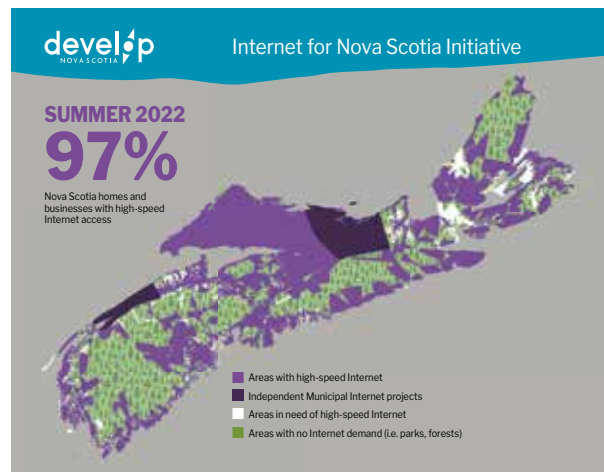 develop
NOVA SCOTIA
Internet for Nova Scotia Initiative
SUMMER 2022
97%
Nova Scotia homes and
businesses with high-speed
Internet access
Areas with high-speed Internet
Independent Municipal Internet projects
Areas in need of high-speed Internet
Areas with no Internet demand (i.e. parks, forests)